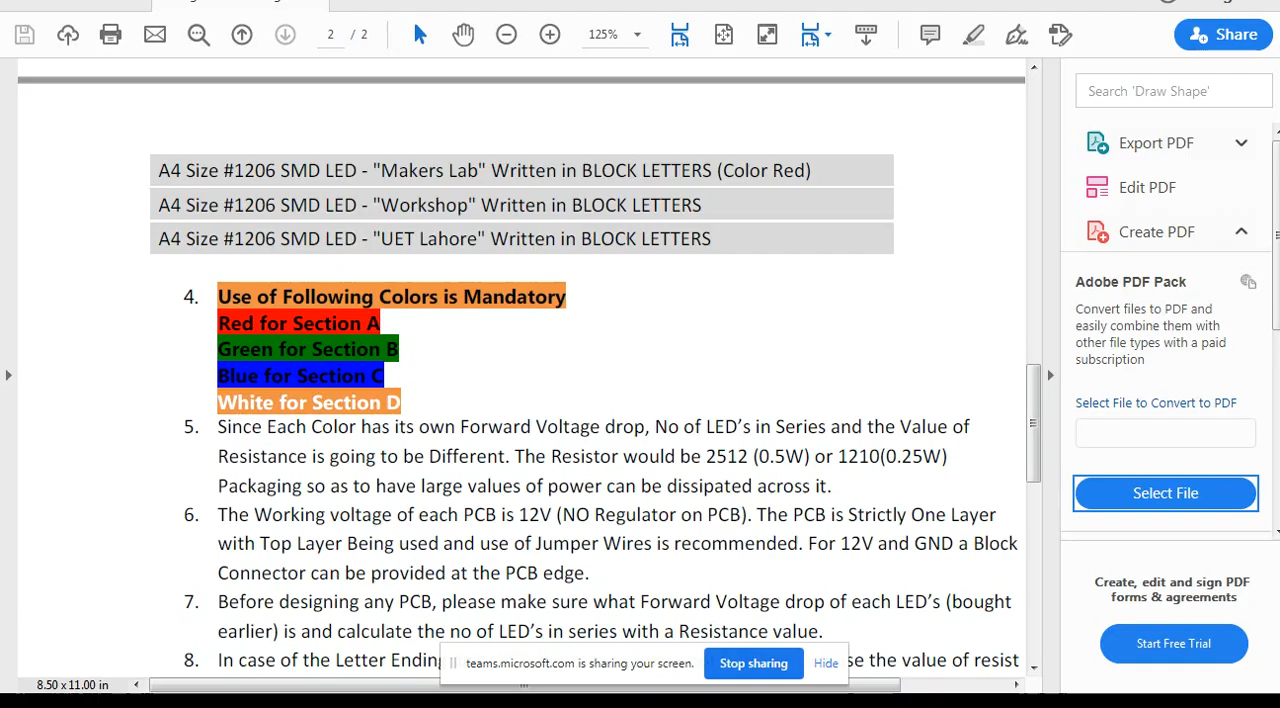 2 / 2
125%
Share
Search 'Draw Shape'
A4 Size #1206 SMD LED - "Makers Lab" Written in BLOCK LETTERS (Color Red)
A4 Size #1206 SMD LED - "Workshop" Written in BLOCK LETTERS
A4 Size #1206 SMD LED - "UET Lahore" Written in BLOCK LETTERS
4. Use of Following Colors is Mandatory
Red for Section A
Green for Section B
Blue for Section C
White for Section D
5. Since Each Color has its own Forward Voltage drop, No of LED’s in Series and the Value of
Resistance is going to be Different. The Resistor would be 2512 (0.5W) or 1210(0.25W)
Packaging so as to have large values of power can be dissipated across it.
6. The Working voltage of each PCB is 12V (NO Regulator on PCB). The PCB is Strictly One Layer
with Top Layer Being used and use of Jumper Wires is recommended. For 12V and GND a Block
Connector can be provided at the PCB edge.
7. Before designing any PCB, please make sure what Forward Voltage drop of each LED’s (bought
earlier) is and calculate the no of LED’s in series with a Resistance value.
8. In case of the Letter Ending se the value of resist
teams.microsoft.com is sharing your screen.
Stop sharing
Hide
8.50 x 11.00 in
Export PDF
Edit PDF
Create PDF
Adobe PDF Pack
Convert files to PDF and
easily combine them with
other file types with a paid
subscription
Select File to Convert to PDF
Select File
Create, edit and sign PDF
forms & agreements
Start Free Trial